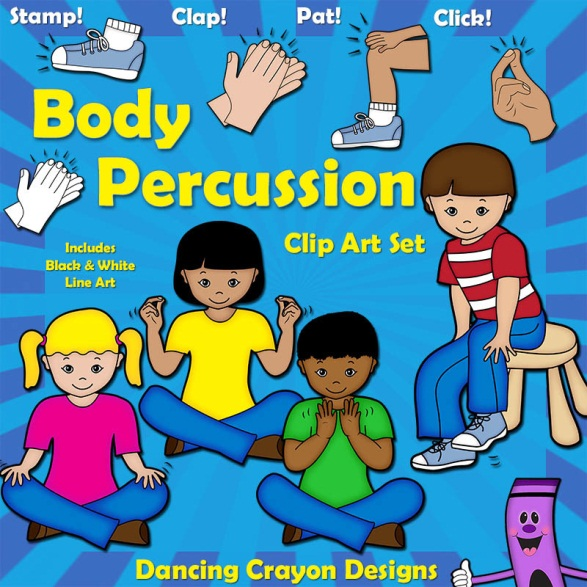 Stamp!
Clap!
Pat!
Click!
Body
Percussion
Clip Art Set
Includes
Black & White
Line Art
Dancing Crayon Designs